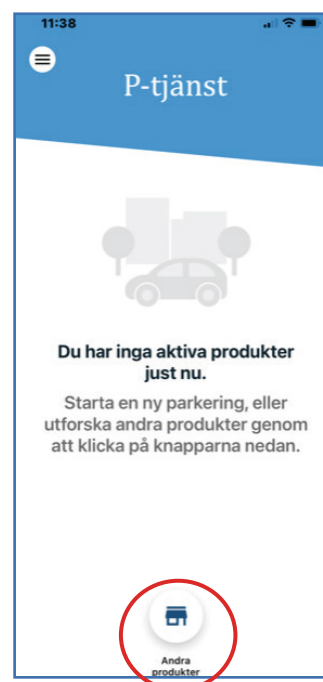 11:38
P-tjänst
Du har inga aktiva produkter
just nu.
Starta en ny parkering, eller
utforska andra produkter genom
att klicka på knapparna nedan.
Andra
produkter